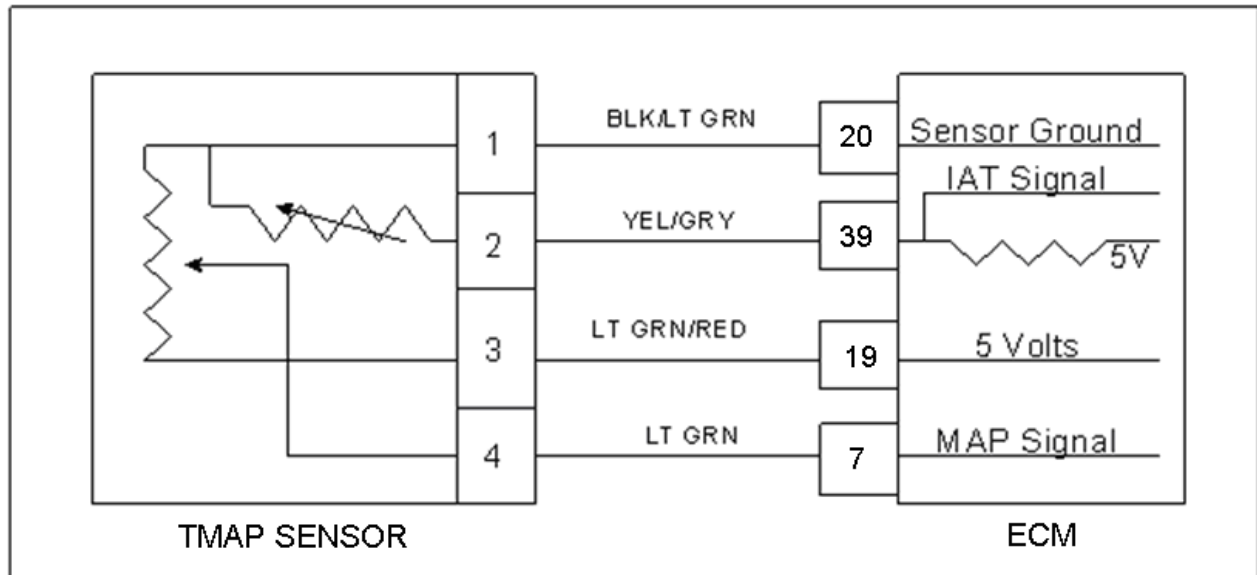 1 BLK/LT GRN 20 Sensor Ground
IAT Signal
2 YEL/GRY 39 5V
3 LT GRN/RED 19 5 Volts
4 LT GRN 7 MAP Signal
TMAP SENSOR ECM